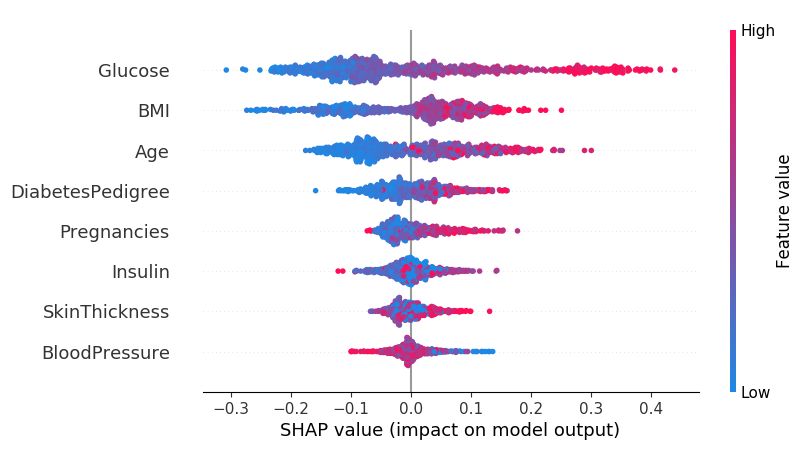 High
Glucose
BMI
Age
DiabetesPedigree
Pregnancies
Insulin
SkinThickness
BloodPressure
Feature value
Low
−0.3 −0.2 −0.1 0.0 0.1 0.2 0.3 0.4
SHAP value (impact on model output)